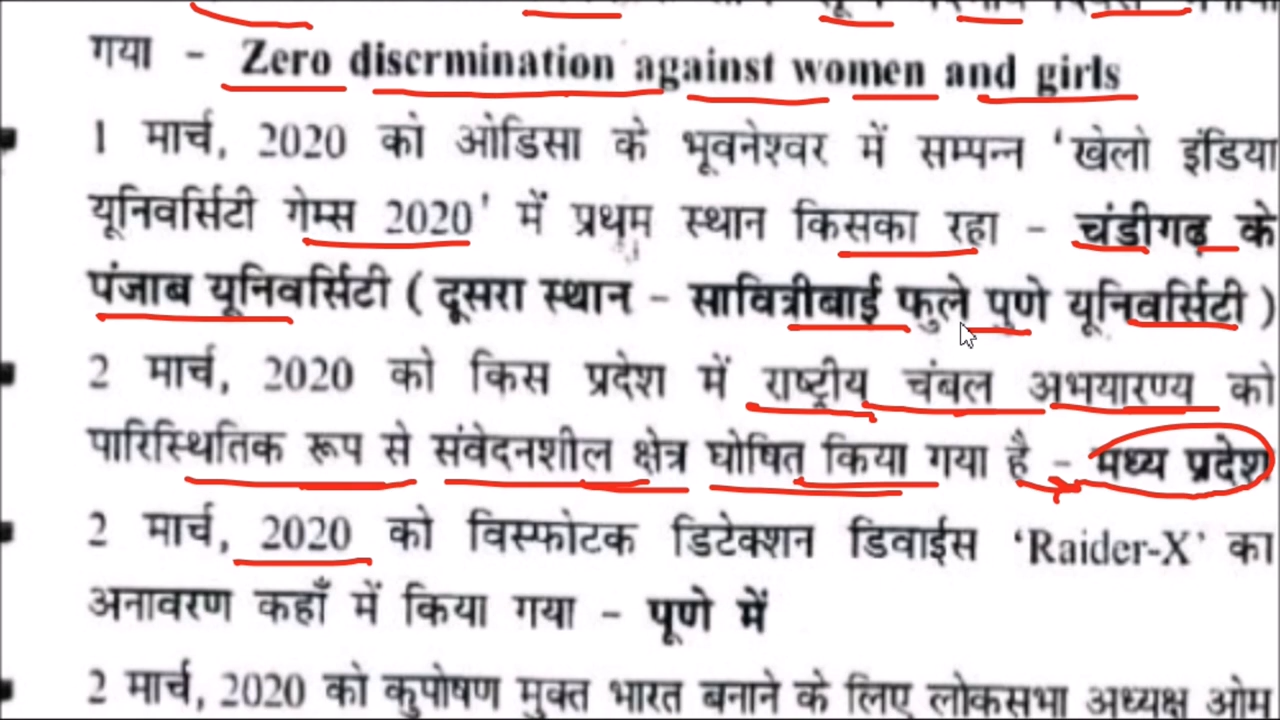 गया - Zero discrmination against women and girls
1 मार्च, 2020 को ओडिसा के भूवनेश्वर में सम्पन्न ‘खेलो इंडिया
यूनिवर्सिटी गेम्स 2020’ में प्रथम स्थान किसका रहा - चंडीगढ़ के
पंजाब यूनिवर्सिटी ( दूसरा स्थान - सावित्रीबाई फुले पुणे यूनिवर्सिटी )
2 मार्च, 2020 को किस प्रदेश में राष्ट्रीय चंबल अभयारण्य को
पारिस्थितिक रूप से संवेदनशील क्षेत्र घोषित किया गया है - मध्य प्रदेश
2 मार्च, 2020 को विस्फोटक डिटेक्शन डिवाईस ‘Raider-X’ का
अनावरण कहाँ में किया गया - पूणे में
2 मार्च, 2020 को कुपोषण मुक्त भारत बनाने के लिए लोकसभा अध्यक्ष ओम